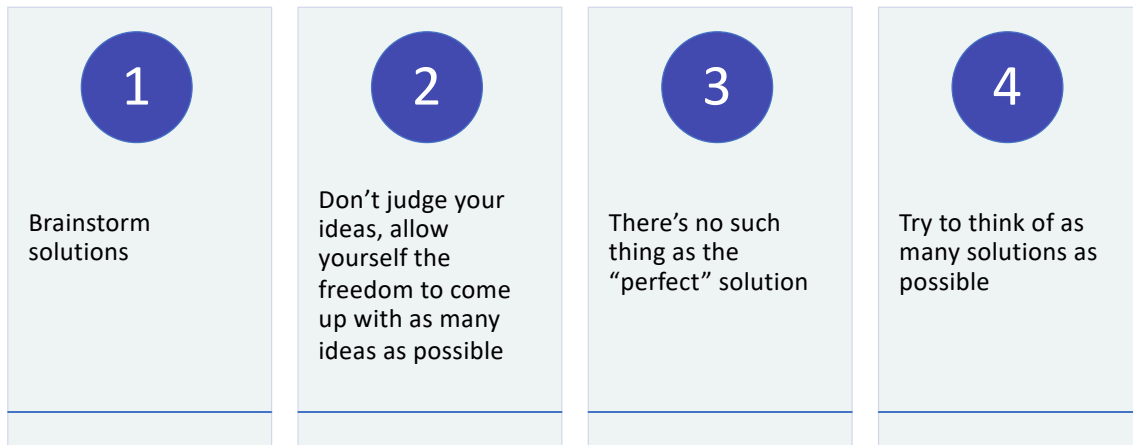 1
Brainstorm
solutions
2
Don’t judge your
ideas, allow
yourself the
freedom to come
up with as many
ideas as possible
3
There’s no such
thing as the
“perfect” solution
4
Try to think of as
many solutions as
possible